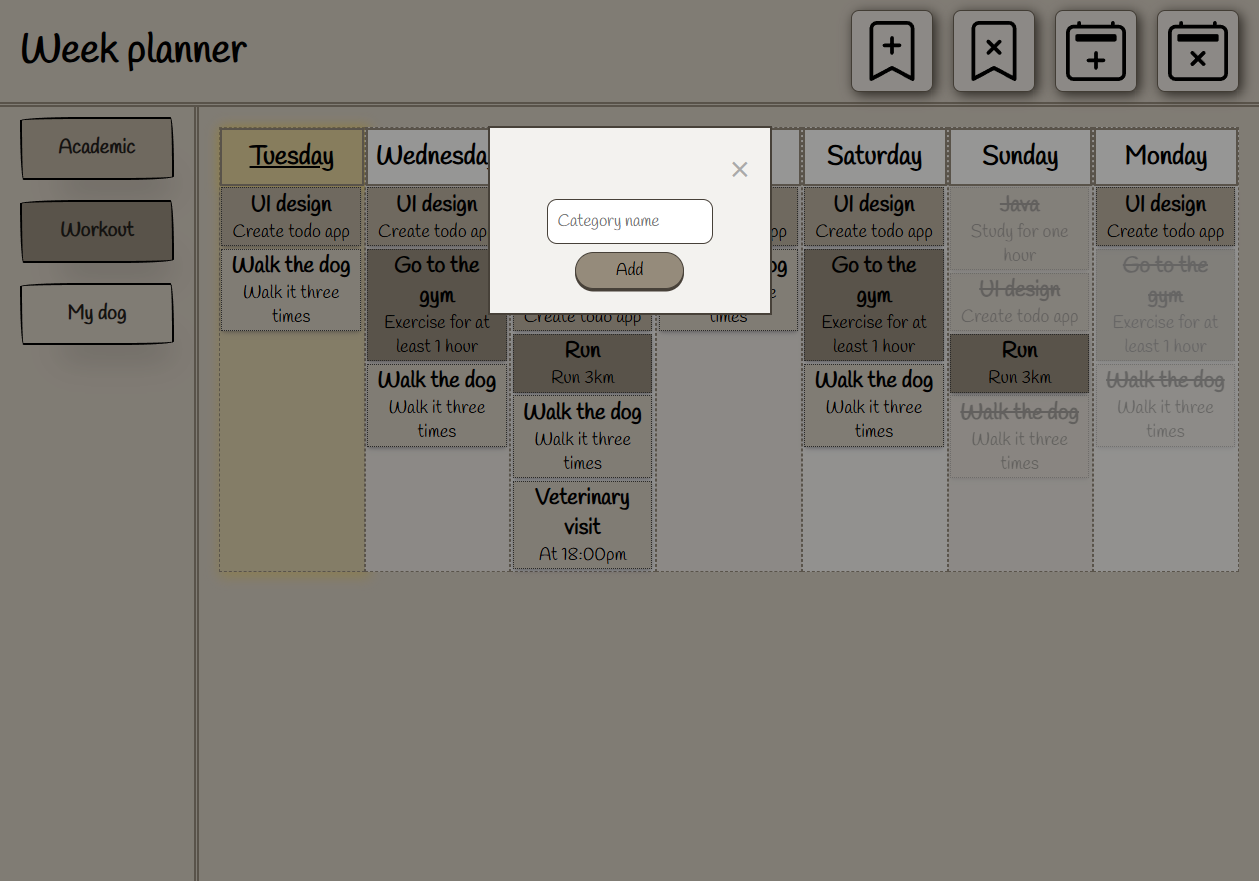 Week planner
Academic
Workout
My dog
Tuesday
UI design
Create todo app
Walk the dog
Walk it three
times
Wednesda
UI design
Create todo app
Go to the
gym
Exercise for at
least 1 hour
Walk the dog
Walk it three
times
×
Category name
Add
Create todo app
Run
Run 3km
Walk the dog
Walk it three
times
Veterinary
visit
At 18:00pm
times
Saturday
UI design
Create todo app
Go to the
gym
Exercise for at
least 1 hour
Walk the dog
Walk it three
times
Sunday
Java
Study for one
hour
UI design
Create todo app
Run
Run 3km
Walk the dog
Walk it three
times
Monday
UI design
Create todo app
Go to the
gym
Exercise for at
least 1 hour
Walk the dog
Walk it three
times